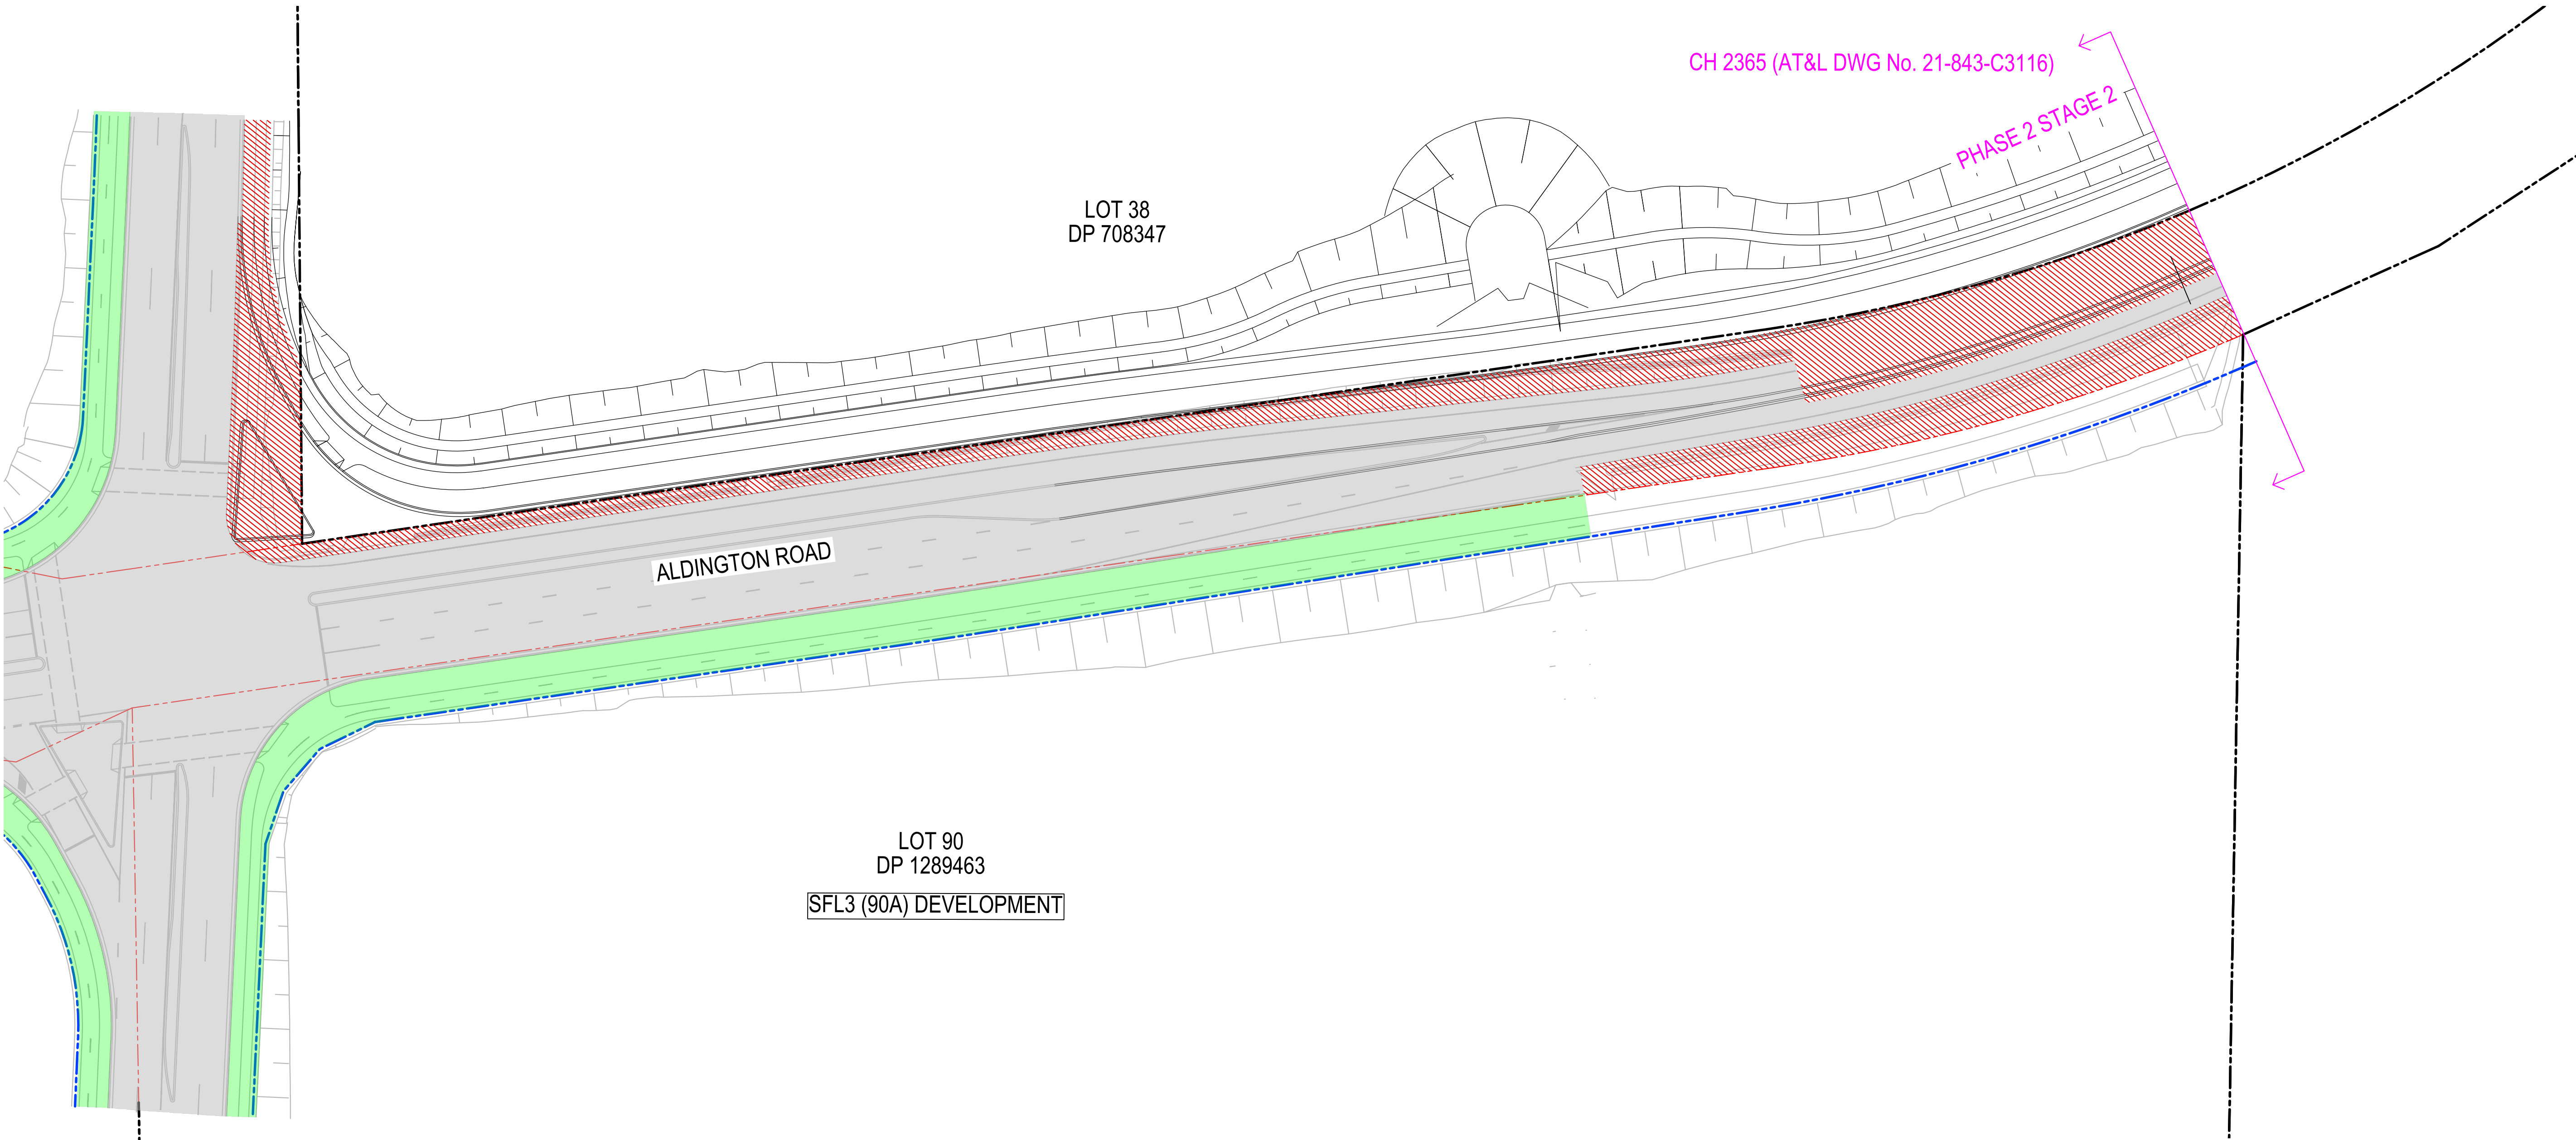 CH 2365 (AT&L DWG No. 21-843-C3116)
PHASE 2 STAGE 2
LOT 38
DP 708347
ALDINGTON ROAD
LOT 90
DP 1289463
SFL3 (90A) DEVELOPMENT